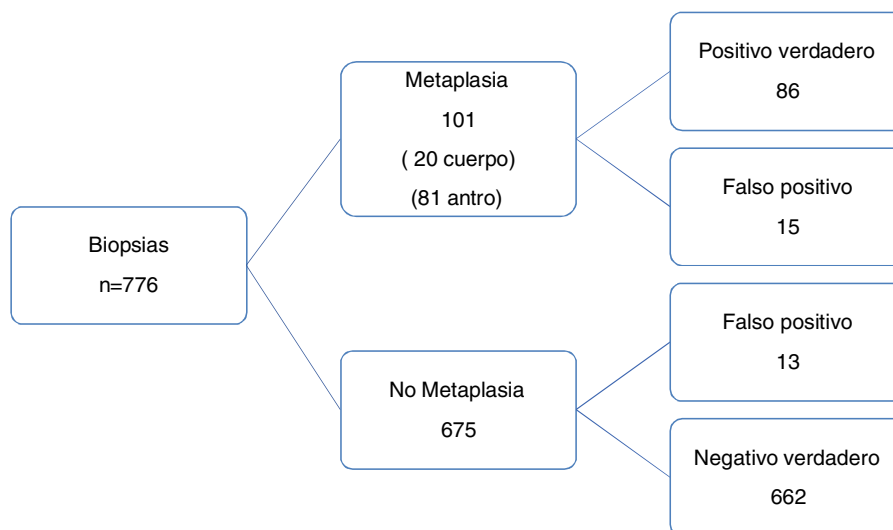 Biopsias
n=776
Metaplasia
101
( 20 cuerpo)
(81 antro)
No Metaplasia
675
Positivo verdadero
86
Falso positivo
15
Falso positivo
13
Negativo verdadero
662